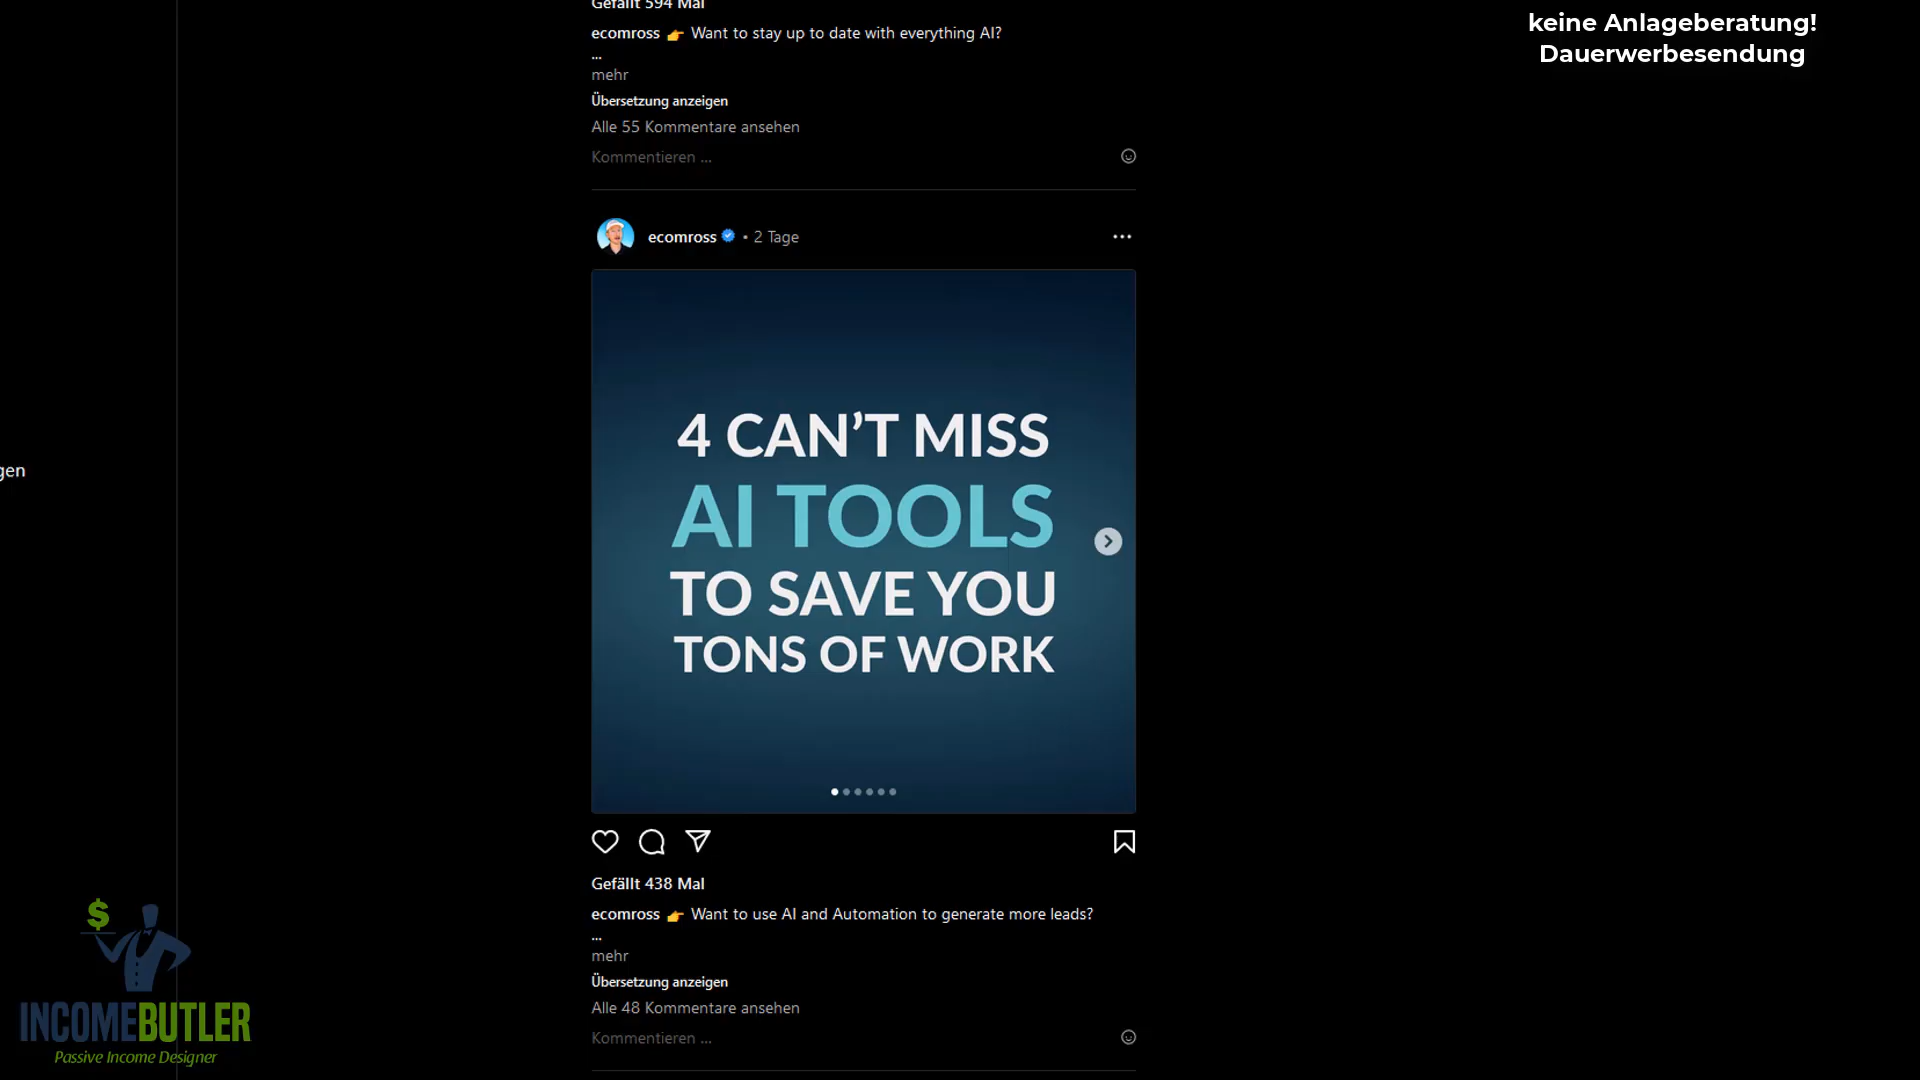 Gefällt 594 Mal
keine Anlageberatung!
Dauerwerbesendung
ecomross 👉 Want to stay up to date with everything AI?
...
mehr
Übersetzung anzeigen
Alle 55 Kommentare ansehen
Kommentieren ...
ecomross • 2 Tage
4 CAN'T MISS
AI TOOLS
TO SAVE YOU
TONS OF WORK
gen
Gefällt 438 Mal
ecomross 👉 Want to use AI and Automation to generate more leads?
...
mehr
Übersetzung anzeigen
Alle 48 Kommentare ansehen
Kommentieren ...
$
INCOMEBUTLER
Passive Income Designer